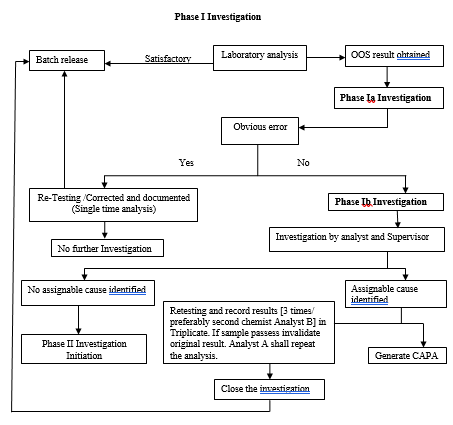 Phase I Investigation
Batch release
Satisfactory
Laboratory analysis
OOS result obtained
Phase Ia Investigation
Obvious error
Yes
No
Re-Testing /Corrected and documented
(Single time analysis)
Phase Ib Investigation
No further Investigation
Investigation by analyst and Supervisor
No assignable cause identified
Assignable cause
identified
Retesting and record results [3 times/
preferably second chemist Analyst B] in
Triplicate. If sample passess invalidate
original result. Analyst A shall repeat
the analysis.
Phase II Investigation
Initiation
Generate CAPA
Close the investigation